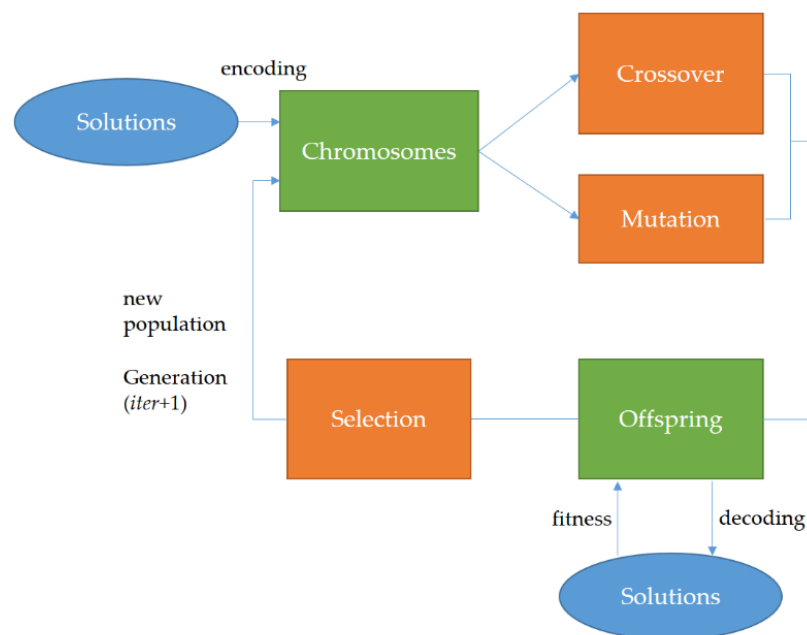 encoding
Solutions
Chromosomes
Crossover
Mutation
new
population
Generation
(iter+1)
Selection
Offspring
fitness
decoding
Solutions